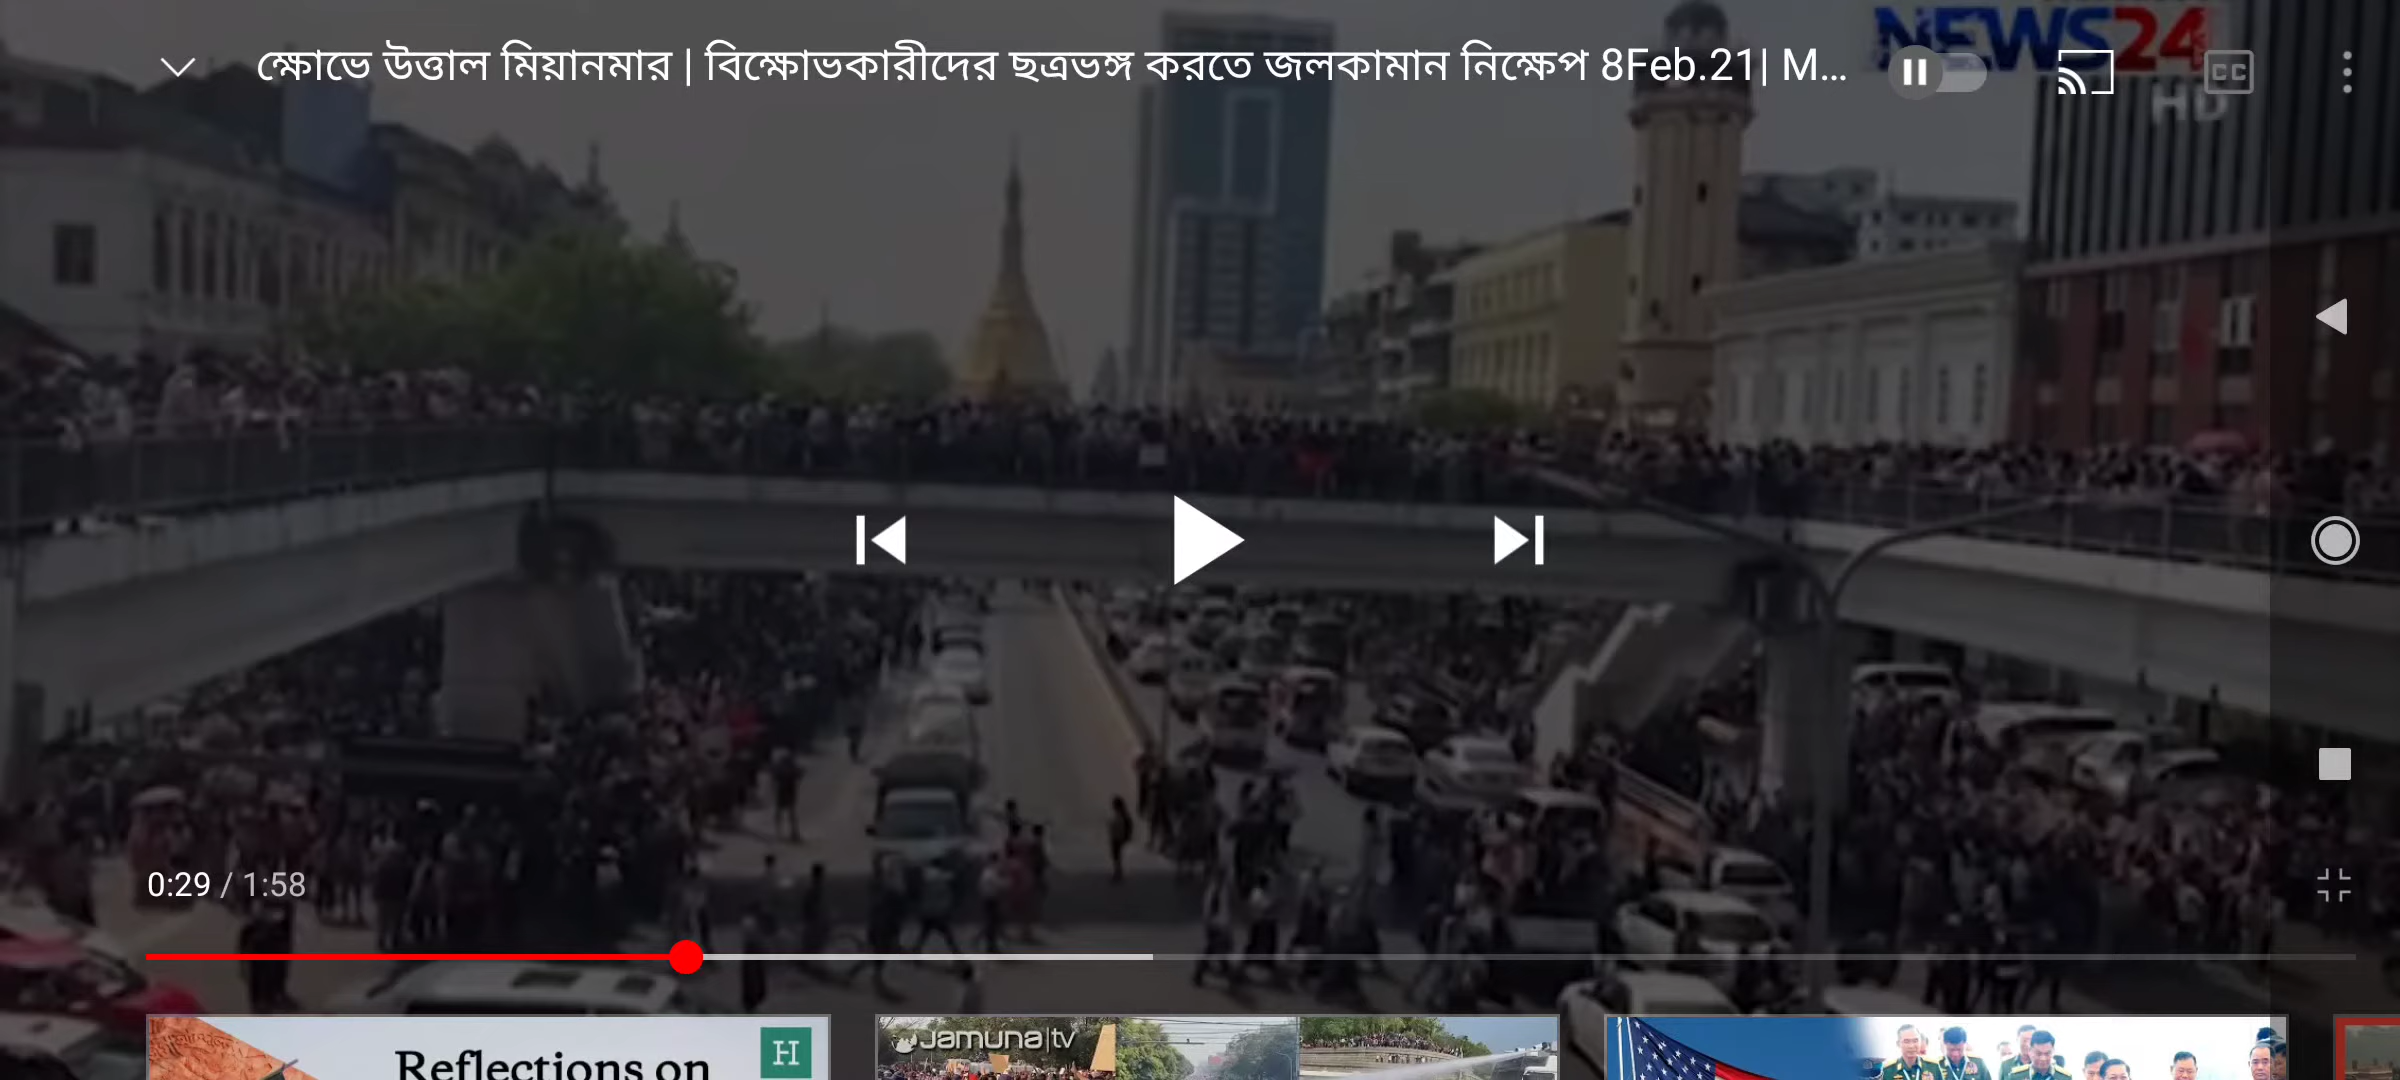 ক্ষোভে উত্তাল মিয়ানমার | বিক্ষোভকারীদের ছত্রভঙ্গ করতে জলকামান নিক্ষেপ 8Feb.21| M...
NEWS24
HD
CC
0:29 / 1:58
Reflections on
H
Jamuna|tv